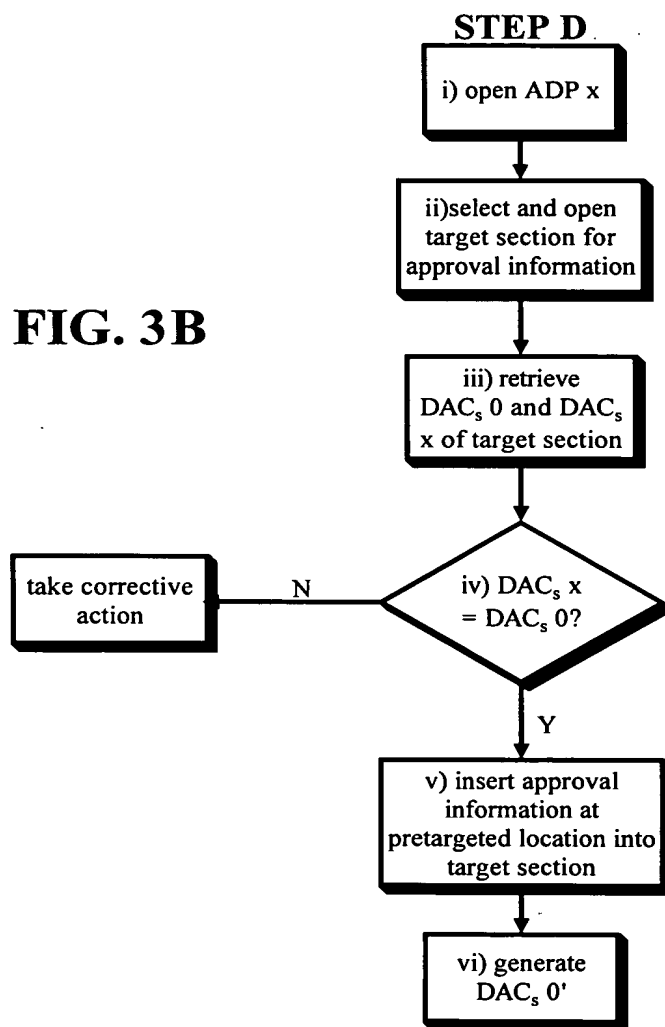 STEP D
i) open ADP x
ii)select and open
target section for
approval information
FIG. 3B
iii) retrieve
DACₛ 0 and DACₛ
x of target section
take corrective
action
N
iv) DACₛ x
= DACₛ 0?
Y
v) insert approval
information at
pretargeted location into
target section
vi) generate
DACₛ 0'